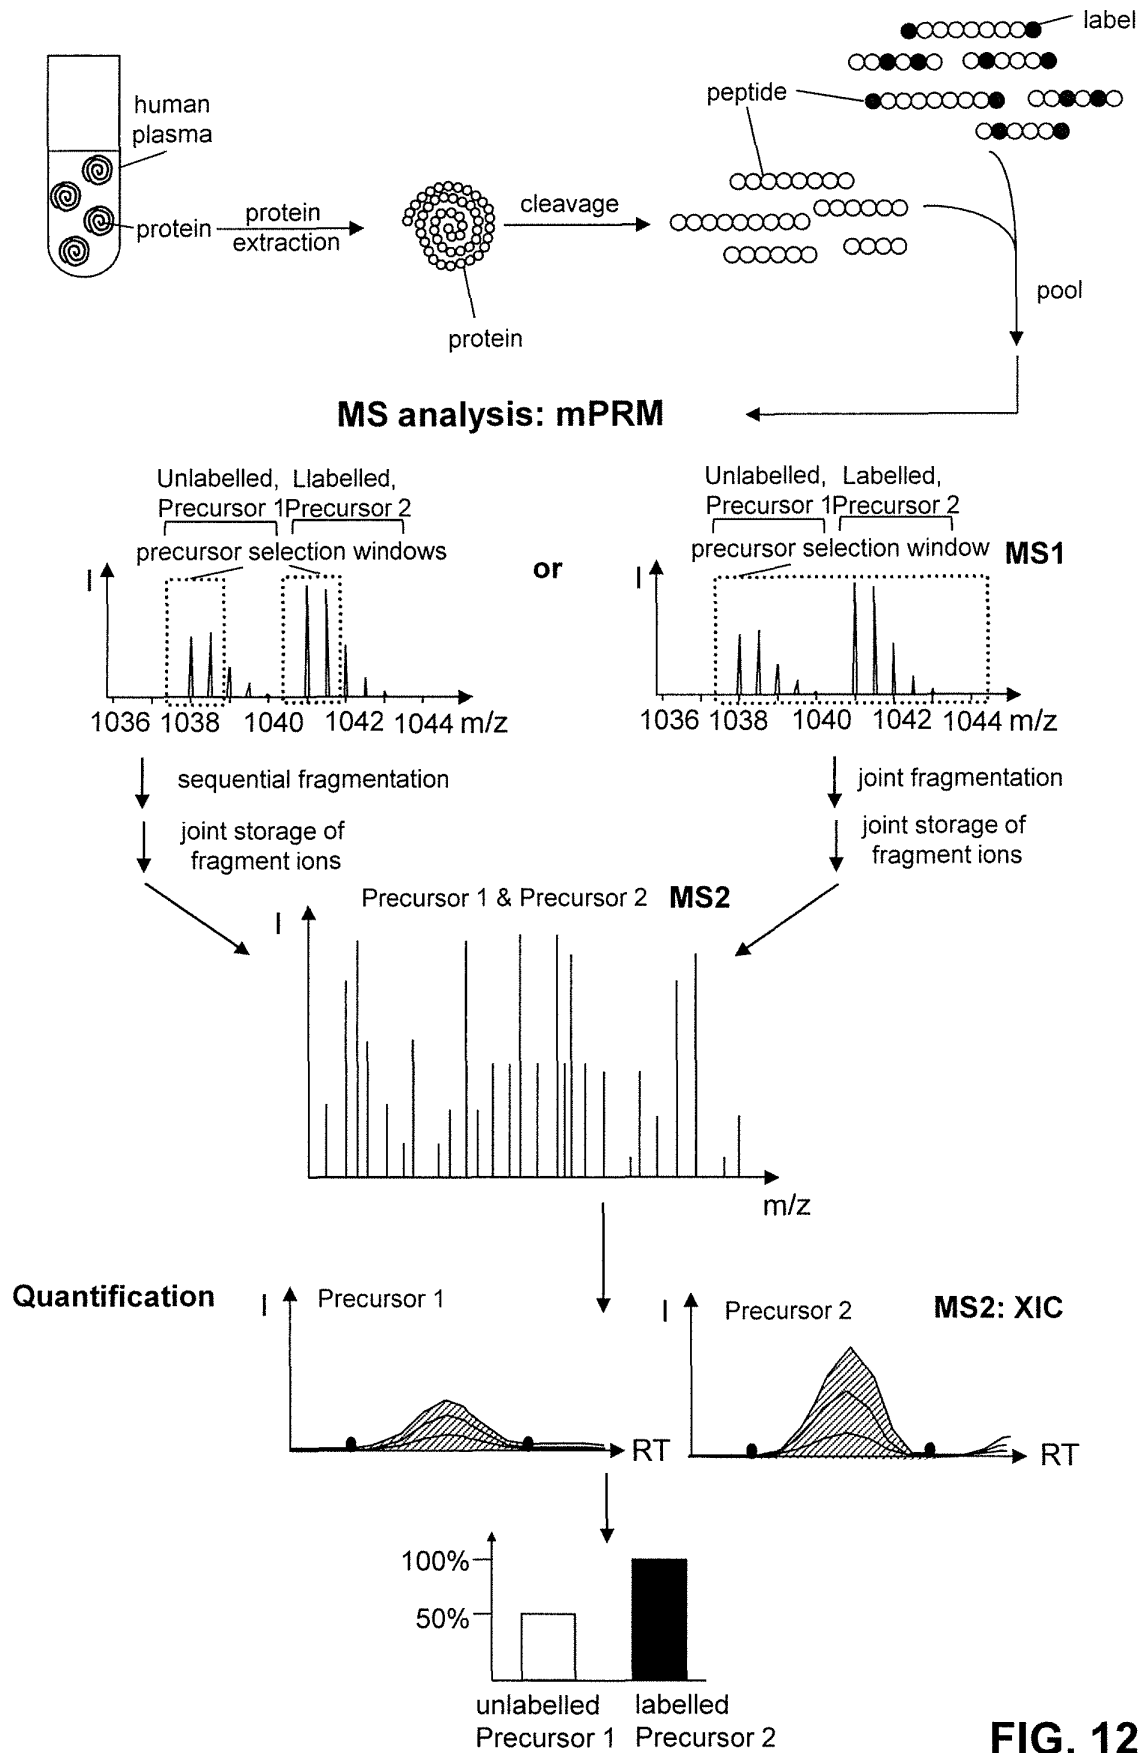 label
human
plasma
peptide
protein
protein
extraction
cleavage
protein
pool
MS analysis: mPRM
Unlabelled, Llabelled,
Precursor 1 Precursor 2
precursor selection windows
I
1036 1038 1040 1042 1044 m/z
or
Unlabelled, Labelled,
Precursor 1 Precursor 2
precursor selection window MS1
I
1036 1038 1040 1042 1044 m/z
sequential fragmentation
joint storage of
fragment ions
joint fragmentation
joint storage of
fragment ions
Precursor 1 & Precursor 2 MS2
I
m/z
Quantification
I Precursor 1
RT
I Precursor 2
MS2: XIC
RT
100%
50%
unlabelled
Precursor 1
labelled
Precursor 2
FIG. 12